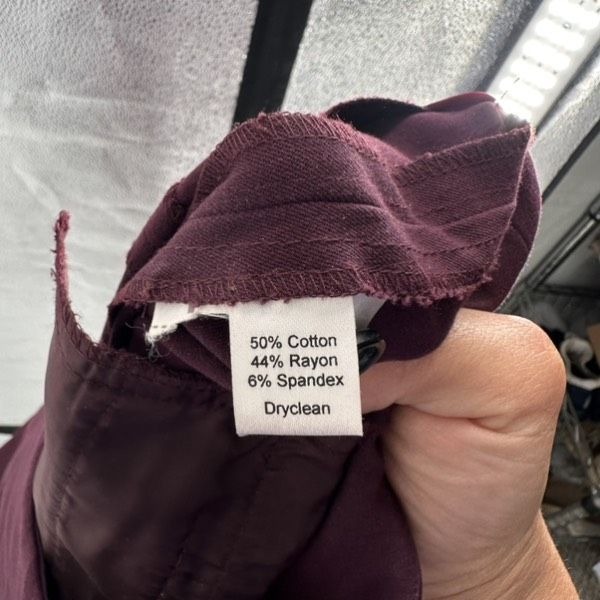 50% Cotton
44% Rayon
6% Spandex
Dryclean